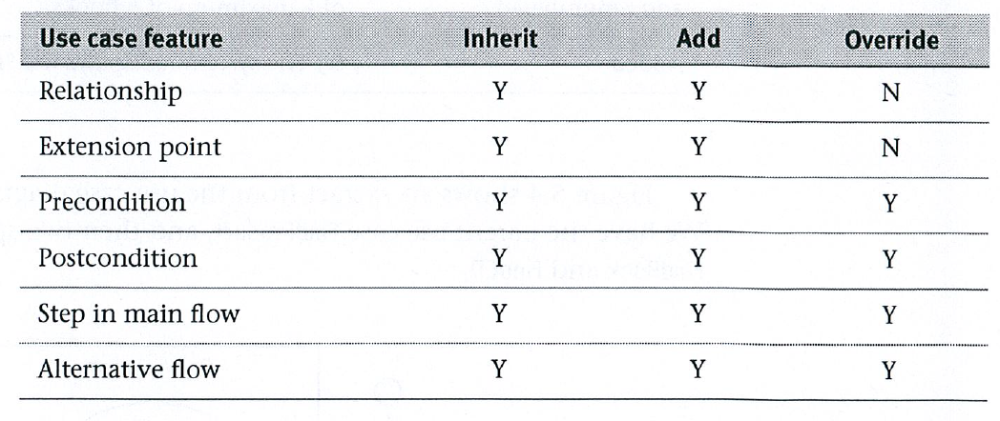 Use case feature Inherit Add Override
Relationship Y Y N
Extension point Y Y N
Precondition Y Y Y
Postcondition Y Y Y
Step in main flow Y Y Y
Alternative flow Y Y Y